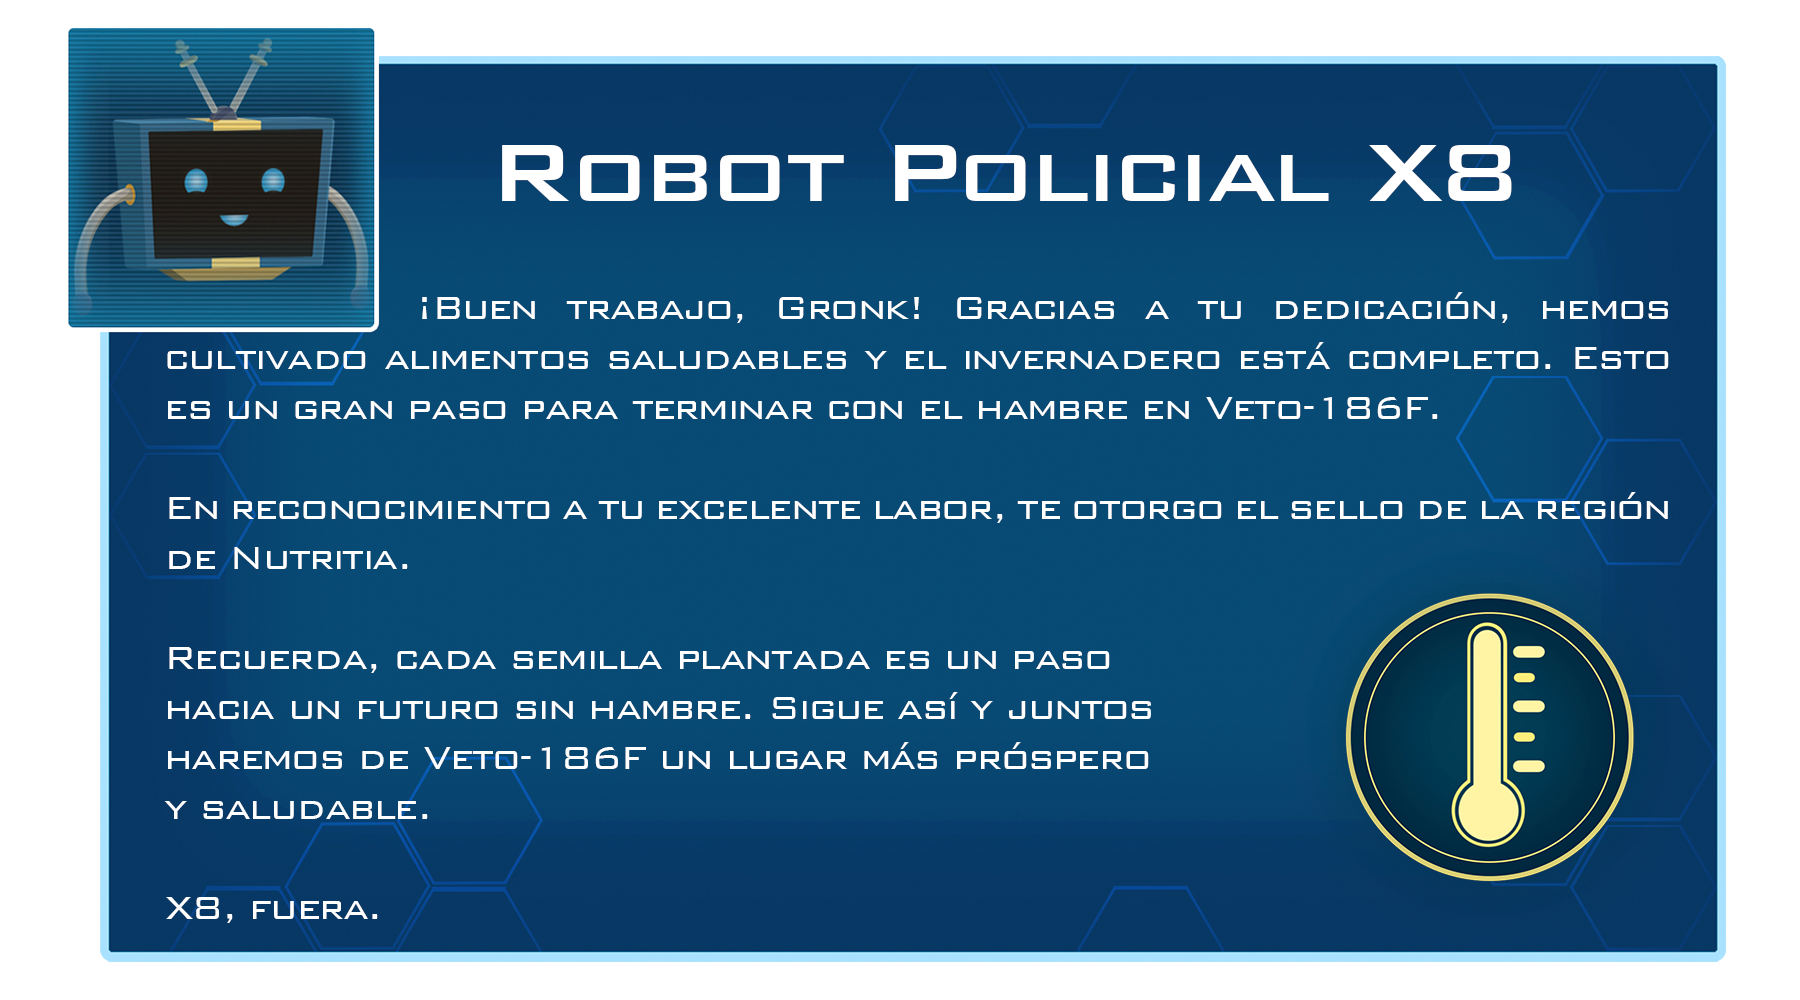 Robot Policial X8
¡Buen trabajo, Gronk! Gracias a tu dedicación, hemos
cultivado alimentos saludables y el invernadero está completo. Esto
es un gran paso para terminar con el hambre en Veto-186F.
En reconocimiento a tu excelente labor, te otorgo el sello de la región
de Nutritia.
Recuerda, cada semilla plantada es un paso
hacia un futuro sin hambre. Sigue así y juntos
haremos de Veto-186F un lugar más próspero
y saludable.
X8, fuera.